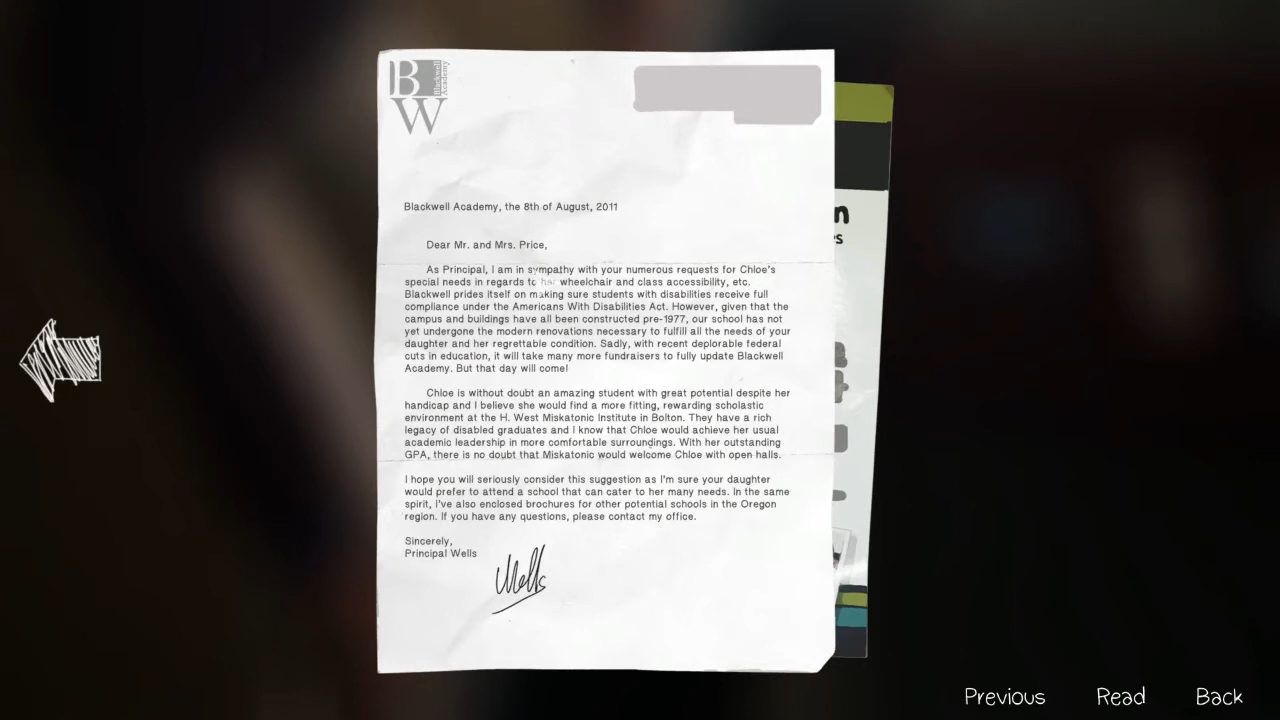 B
Blackwell
Academy
W
Blackwell Academy, the 8th of August, 2011
Dear Mr. and Mrs. Price,
As Principal, I am in sympathy with your numerous requests for Chloe's
special needs in regards to her wheelchair and class accessibility, etc.
Blackwell prides itself on making sure students with disabilities receive full
compliance under the Americans With Disabilities Act. However, given that the
campus and buildings have all been constructed pre-1977, our school has not
yet undergone the modern renovations necessary to fulfill all the needs of your
daughter and her regrettable condition. Sadly, with recent deplorable federal
cuts in education, it will take many more fundraisers to fully update Blackwell
Academy. But that day will come!
Chloe is without doubt an amazing student with great potential despite her
handicap and I believe she would find a more fitting, rewarding scholastic
environment at the H. West Miskatonic Institute in Bolton. They have a rich
legacy of disabled graduates and I know that Chloe would achieve her usual
academic leadership in more comfortable surroundings. With her outstanding
GPA, there is no doubt that Miskatonic would welcome Chloe with open halls.
I hope you will seriously consider this suggestion as I'm sure your daughter
would prefer to attend a school that can cater to her many needs. In the same
spirit, I've also enclosed brochures for other potential schools in the Oregon
region. If you have any questions, please contact my office.
Sincerely,
Principal Wells
Wells
n
es
Previous Read Back